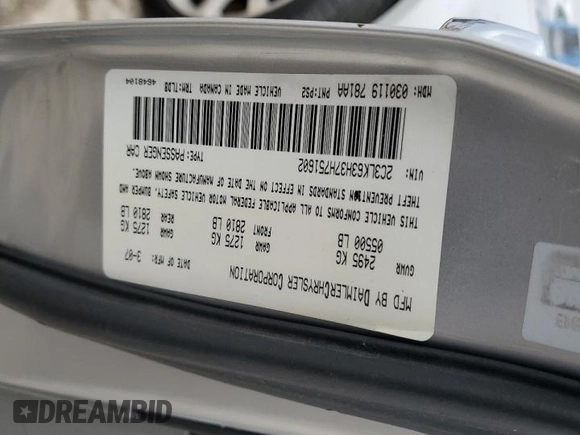 MFD BY DAIMLERCHRYSLER CORPORATION
DATE OF MFR: 3-07
GVWR 2495 KG 05500 LB
GAWR FRONT 1275 KG 2810 LB
GAWR REAR 1275 KG 2810 LB
THIS VEHICLE CONFORMS TO ALL APPLICABLE FEDERAL MOTOR VEHICLE SAFETY, BUMPER AND
THEFT PREVENTION STANDARDS IN EFFECT ON THE DATE OF MANUFACTURE SHOWN ABOVE.
VIN: 2C3LK63H37H751602 TYPE: PASSENGER CAR
MDH: 030119 781AA PNT: PS2 VEHICLE MADE IN CANADA TRM: TLDB
4648104
DREAMBID